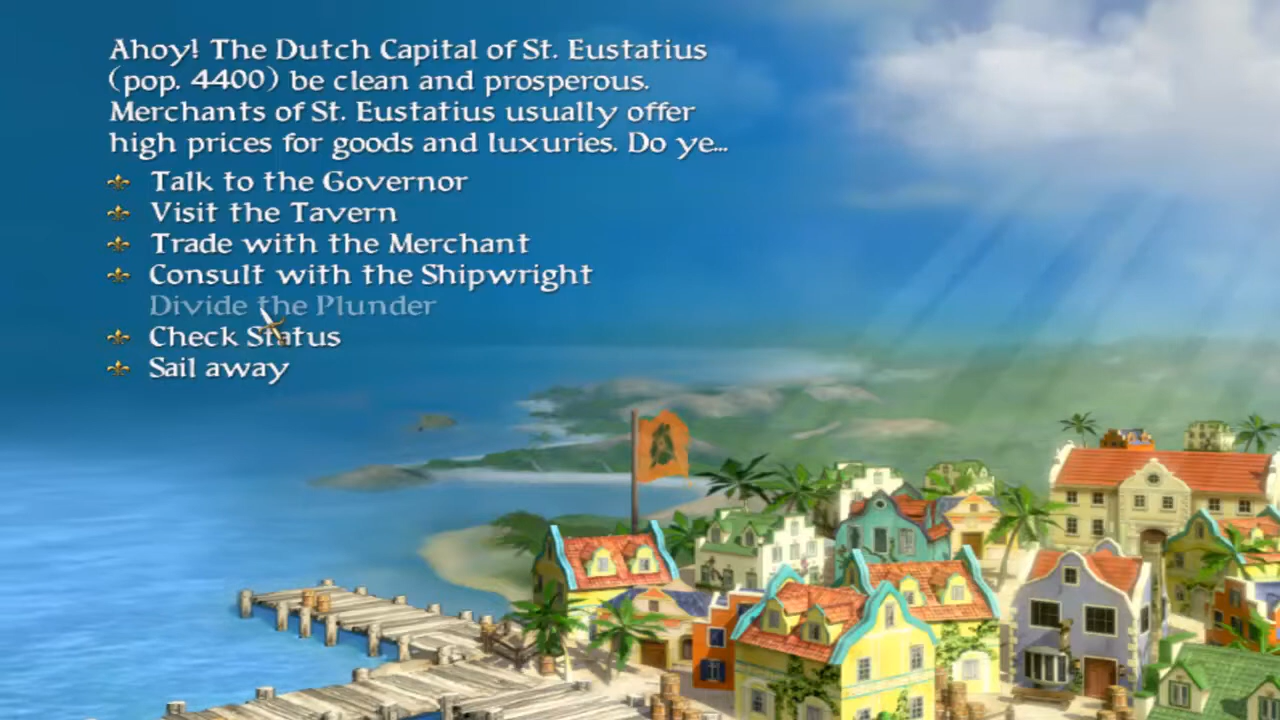 Ahoy! The Dutch Capital of St. Eustatius
(pop. 4400) be clean and prosperous.
Merchants of St. Eustatius usually offer
high prices for goods and luxuries. Do ye...
Talk to the Governor
Visit the Tavern
Trade with the Merchant
Consult with the Shipwright
Divide the Plunder
Check Status
Sail away